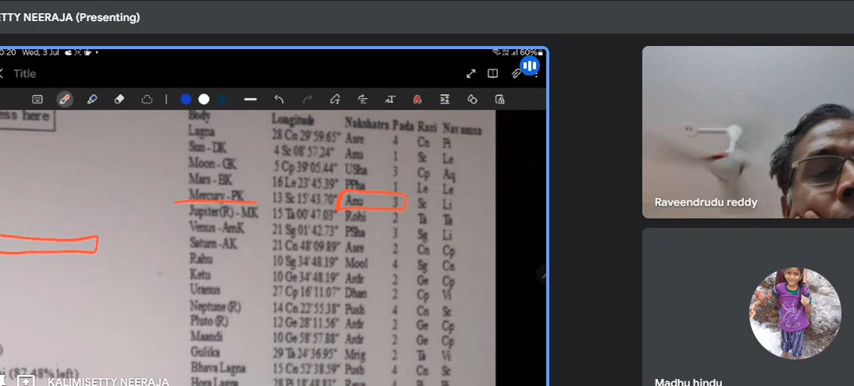 SETTY NEERAJA (Presenting)
0:20 Wed, 3 Jul
60%
Title
ess here
Body Longitude Nakshatra Pada Rasi Navamsa
Lagna 28 Cn 29'59.65" Asre 4 Cn Pi
Sun - DK 4 Sc 08'57.24" Anu 1 Sc Le
Moon - GK 5 Cp 39'05.44" USha 3 Cp Aq
Mars - BK 16 Le 23'45.39" PPha 1 Le Le
Mercury - PK 13 Sc 15'43.70" Anu 3 Sc Li
Jupiter(R) - MK 15 Ta 00'47.03" Rohi 2 Ta Ta
Venus - AmK 21 Sg 01'42.73" PSha 3 Sg Li
Saturn - AK 21 Cn 48'09.89" Asre 2 Cn Cp
Rahu 10 Sg 34'48.19" Mool 4 Sg Cn
Ketu 10 Ge 34'48.19" Ardr 2 Ge Cp
Uranus 27 Cp 16'11.07" Dhan 2 Cp Vi
Neptune (R) 14 Cn 22'55.38" Push 4 Cn Sc
Pluto (R) 12 Ge 28'11.56" Ardr 2 Ge Cp
Maandi 10 Ge 58'57.88" Ardr 2 Ge Cp
Gulika 29 Ta 24'36.95" Mrig 2 Ta Vi
Bhava Lagna 15 Cn 52'38.59" Push 4 Cn Sc
Hora Lagna 28 Pi 18'48.82"
(87.48% left)
KALIMISETTY NEERAJA
Raveendrudu reddy
Madhu hindu